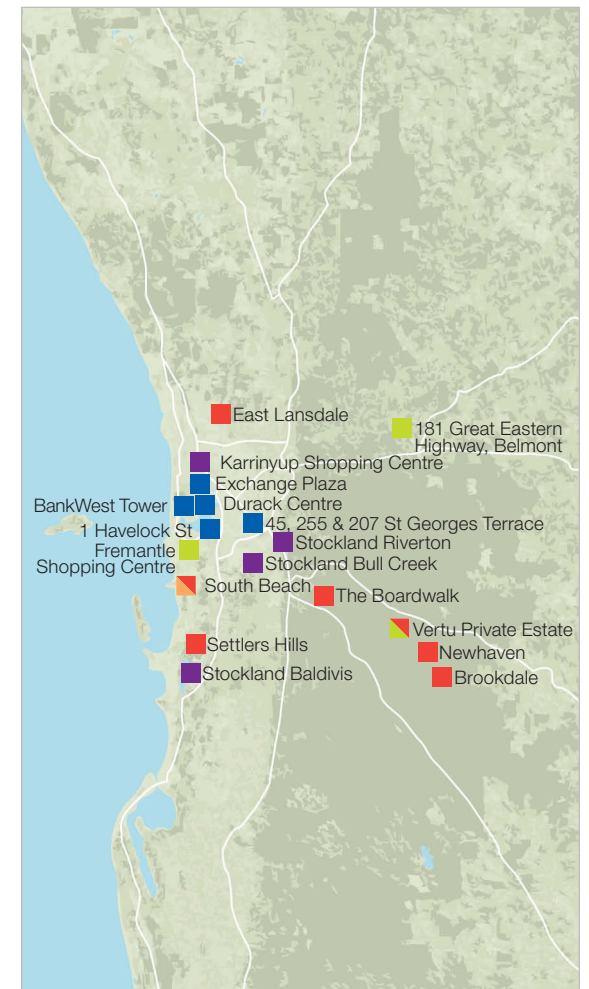 East Lansdale
181 Great Eastern
Highway, Belmont
Karrinyup Shopping Centre
Exchange Plaza
BankWest Tower
Durack Centre
45, 255 & 207 St Georges Terrace
1 Havelock St
Stockland Riverton
Fremantle
Shopping Centre
Stockland Bull Creek
South Beach
The Boardwalk
Vertu Private Estate
Settlers Hills
Newhaven
Stockland Baldivis
Brookdale